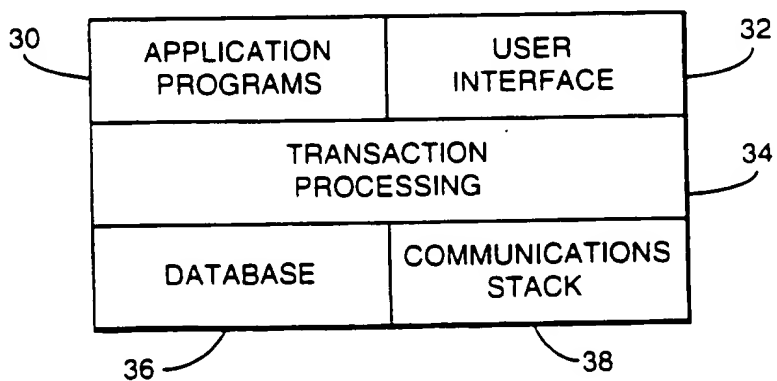 30
APPLICATION
PROGRAMS
USER
INTERFACE
32
TRANSACTION
PROCESSING
34
DATABASE
COMMUNICATIONS
STACK
36
38